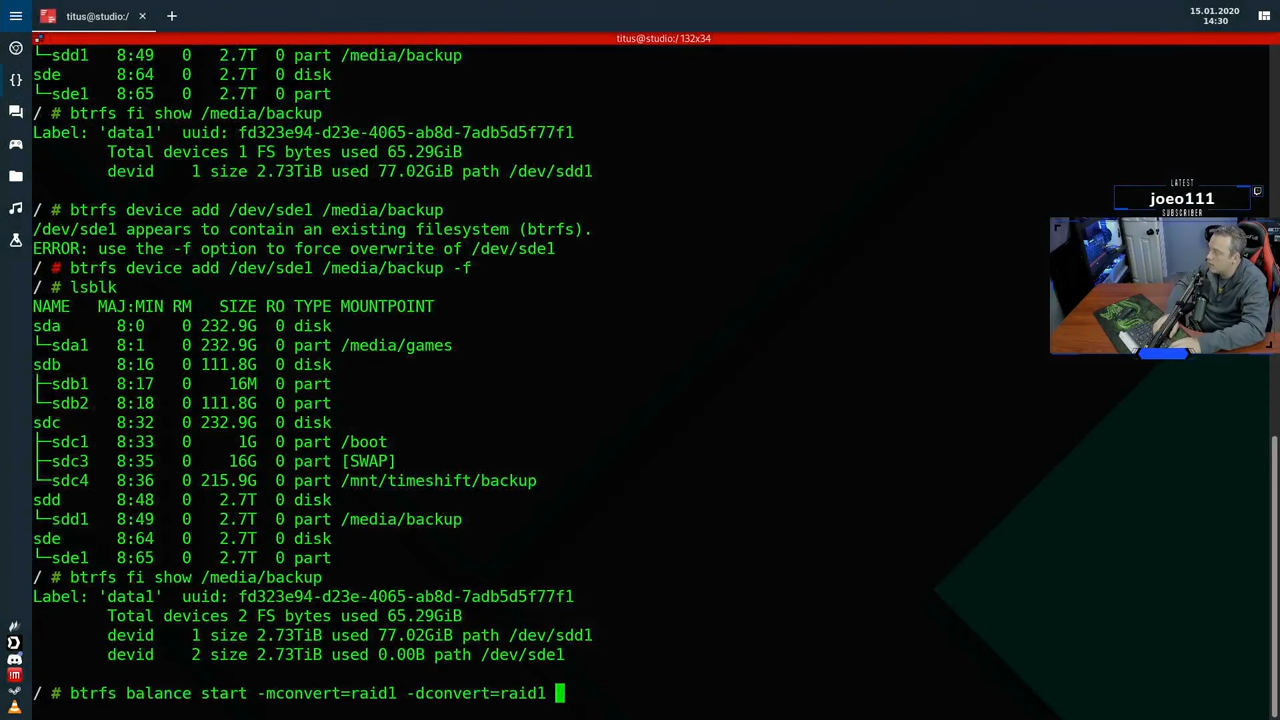 titus@studio:/
15.01.2020
14:30
titus@studio:/ 132x34
└─sdd1   8:49   0   2.7T  0 part /media/backup
sde      8:64   0   2.7T  0 disk
└─sde1   8:65   0   2.7T  0 part
/ # btrfs fi show /media/backup
Label: 'data1'  uuid: fd323e94-d23e-4065-ab8d-7adb5d5f77f1
Total devices 1 FS bytes used 65.29GiB
devid    1 size 2.73TiB used 77.02GiB path /dev/sdd1
/ # btrfs device add /dev/sde1 /media/backup
/dev/sde1 appears to contain an existing filesystem (btrfs).
ERROR: use the -f option to force overwrite of /dev/sde1
/ # btrfs device add /dev/sde1 /media/backup -f
/ # lsblk
NAME   MAJ:MIN RM   SIZE RO TYPE MOUNTPOINT
sda      8:0    0 232.9G  0 disk
└─sda1   8:1    0 232.9G  0 part /media/games
sdb      8:16   0 111.8G  0 disk
├─sdb1   8:17   0    16M  0 part
└─sdb2   8:18   0 111.8G  0 part
sdc      8:32   0 232.9G  0 disk
├─sdc1   8:33   0     1G  0 part /boot
├─sdc3   8:35   0    16G  0 part [SWAP]
└─sdc4   8:36   0 215.9G  0 part /mnt/timeshift/backup
sdd      8:48   0   2.7T  0 disk
└─sdd1   8:49   0   2.7T  0 part /media/backup
sde      8:64   0   2.7T  0 disk
└─sde1   8:65   0   2.7T  0 part
/ # btrfs fi show /media/backup
Label: 'data1'  uuid: fd323e94-d23e-4065-ab8d-7adb5d5f77f1
Total devices 2 FS bytes used 65.29GiB
devid    1 size 2.73TiB used 77.02GiB path /dev/sdd1
devid    2 size 2.73TiB used 0.00B path /dev/sde1
/ # btrfs balance start -mconvert=raid1 -dconvert=raid1
LATEST
joeo111
SUBSCRIBER